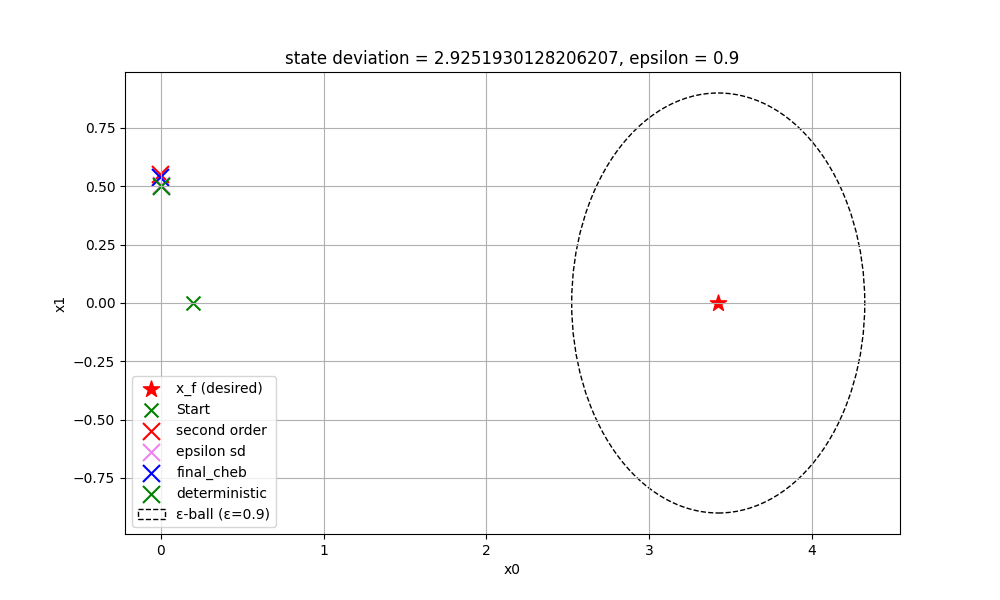 state deviation = 2.9251930128206207, epsilon = 0.9
x1
0.75
0.50
0.25
0.00
−0.25
−0.50
−0.75
x_f (desired)
Start
second order
epsilon sd
final_cheb
deterministic
ε-ball (ε=0.9)
0 1 2 3 4
x0